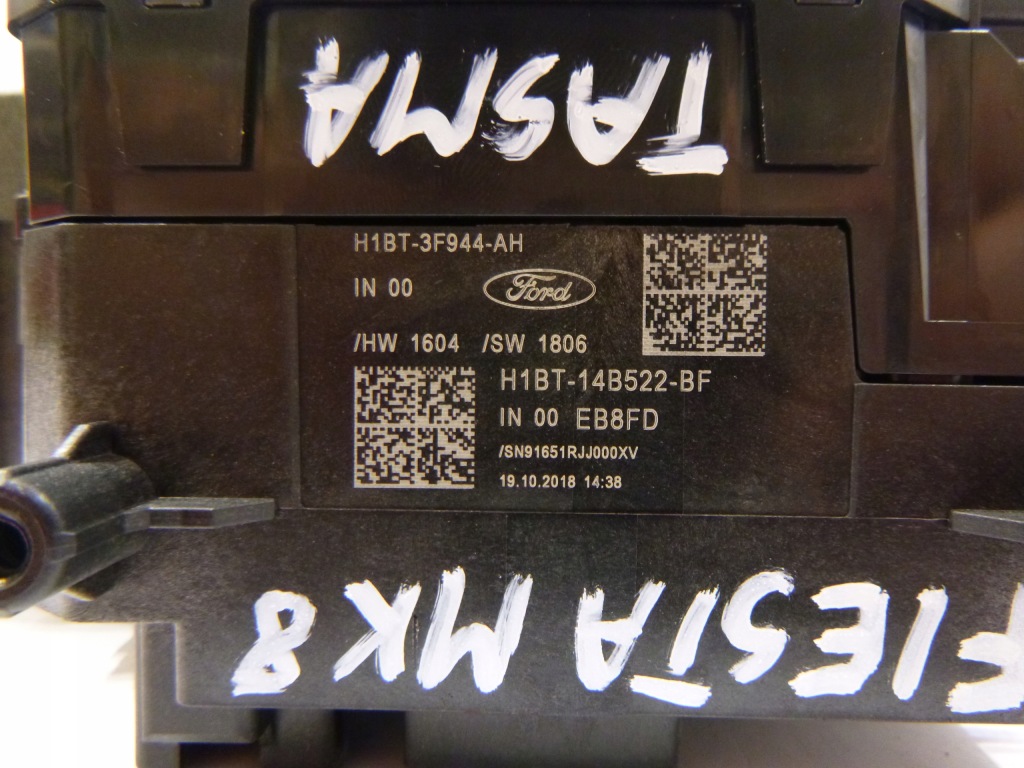 TASMA
H1BT-3F944-AH
IN 00
Ford
/HW 1604 /SW 1806
H1BT-14B522-BF
IN 00 EB8FD
/SN91651RJJ000XV
19.10.2018 14:38
FIESTA MK8